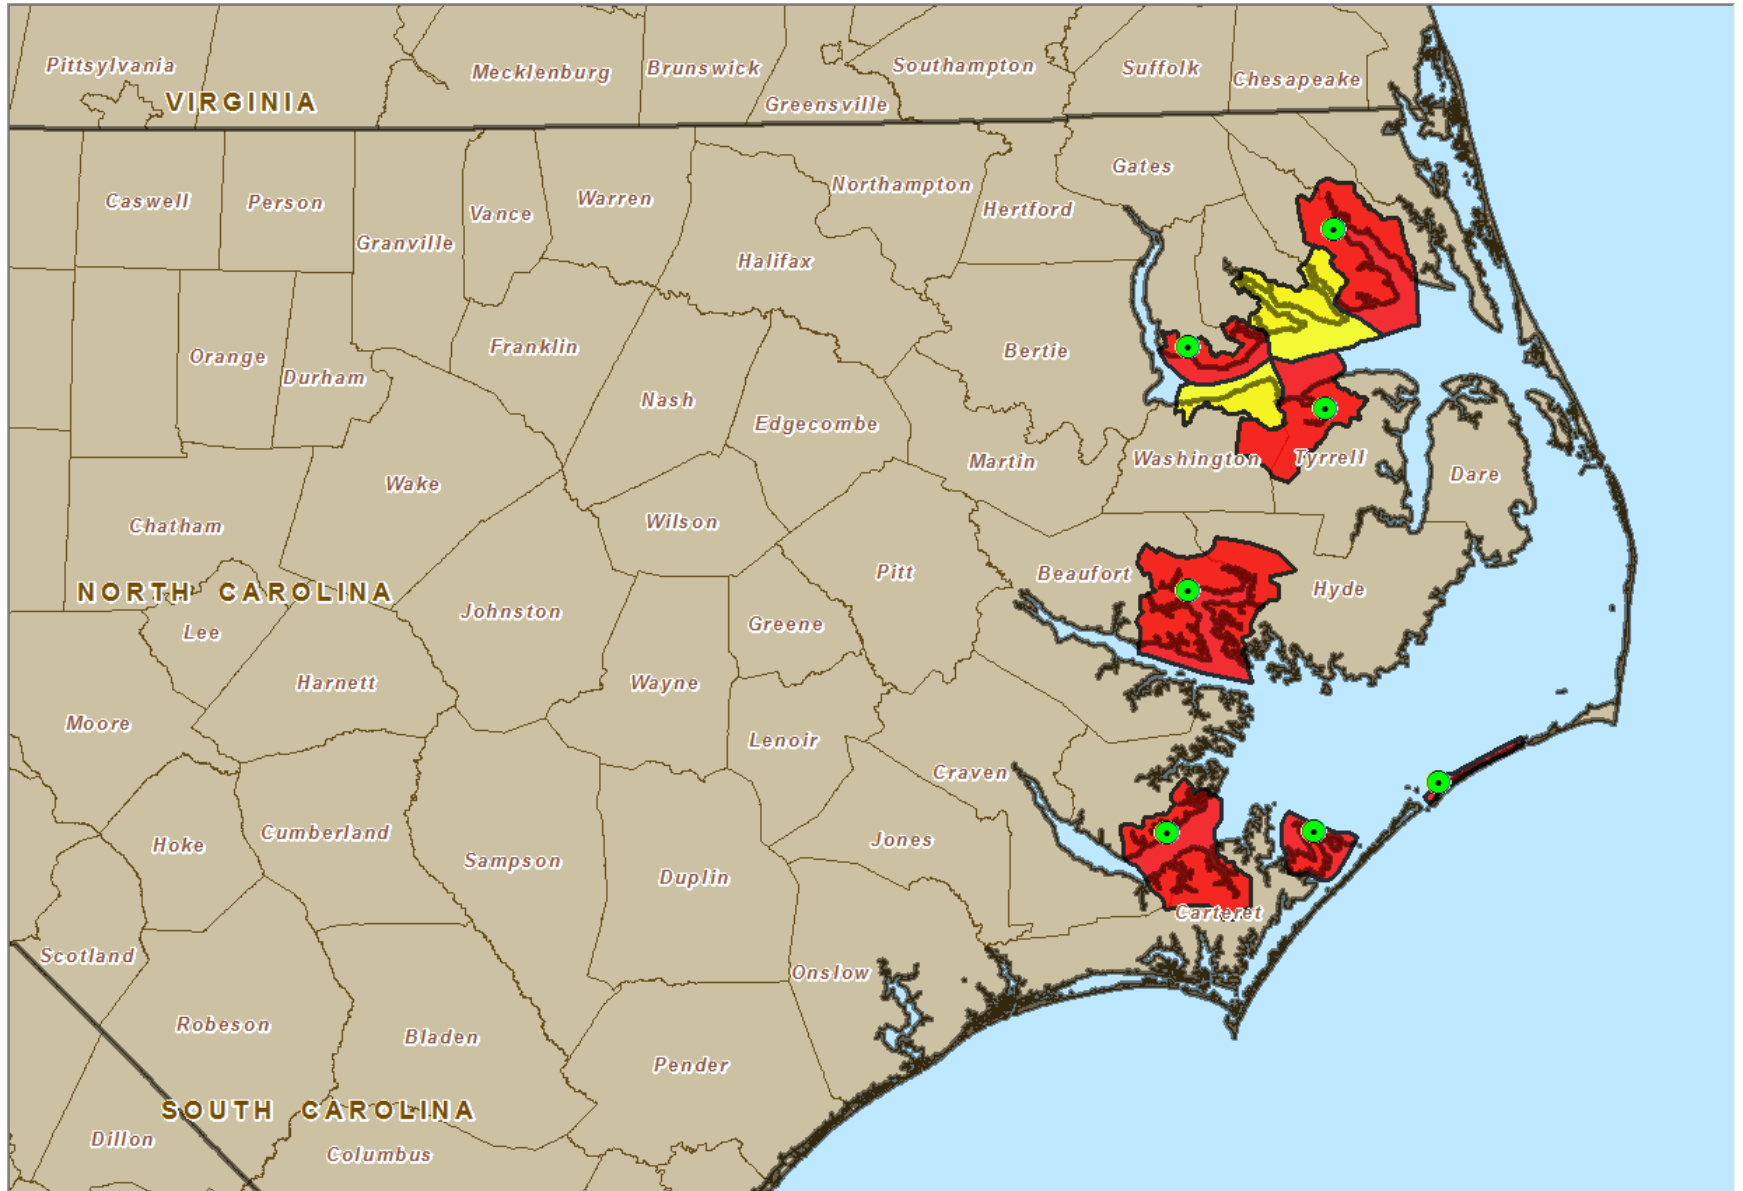 Pittsylvania
Mecklenburg
Brunswick
Southampton
Suffolk
Chesapeake
VIRGINIA
Greensville
Gates
Caswell
Person
Vance
Warren
Northampton
Hertford
Granville
Halifax
Orange
Durham
Franklin
Bertie
Nash
Edgecombe
Martin
Washington
Tyrrell
Dare
Wake
Chatham
Wilson
Pitt
Beaufort
Hyde
NORTH CAROLINA
Lee
Johnston
Greene
Harnett
Wayne
Moore
Lenoir
Craven
Hoke
Cumberland
Sampson
Jones
Duplin
Carteret
Scotland
Onslow
Robeson
Bladen
Pender
SOUTH CAROLINA
Dillon
Columbus